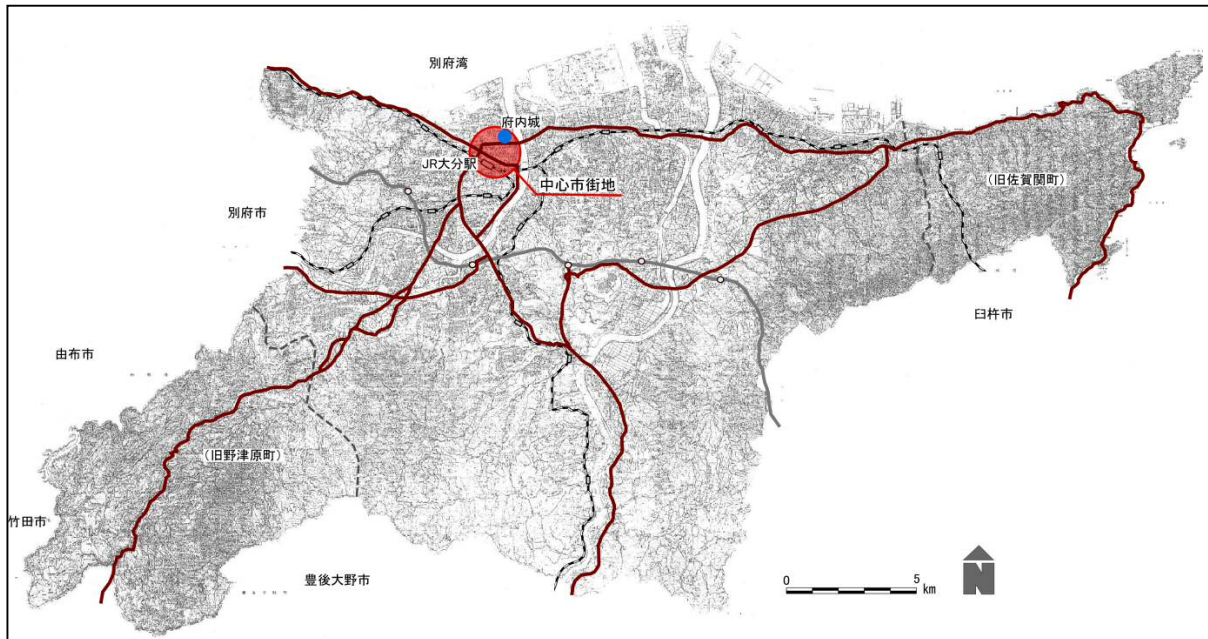 別府湾
府内城
JR大分駅
中心市街地
(旧佐賀関町)
別府市
臼杵市
由布市
(旧野津原町)
竹田市
豊後大野市
0 5
km
N